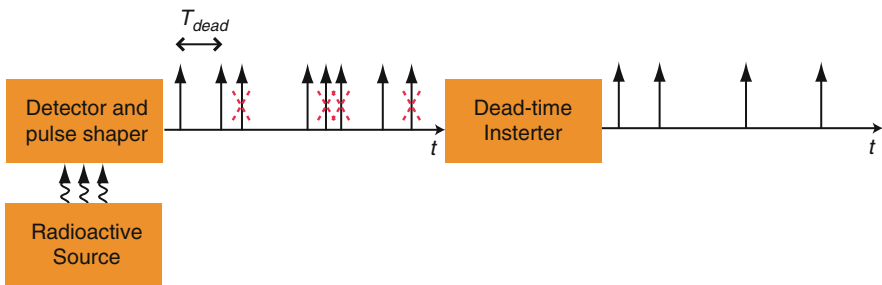 T_dead
Detector and
pulse shaper
t
Dead-time
Insterter
t
Radioactive
Source